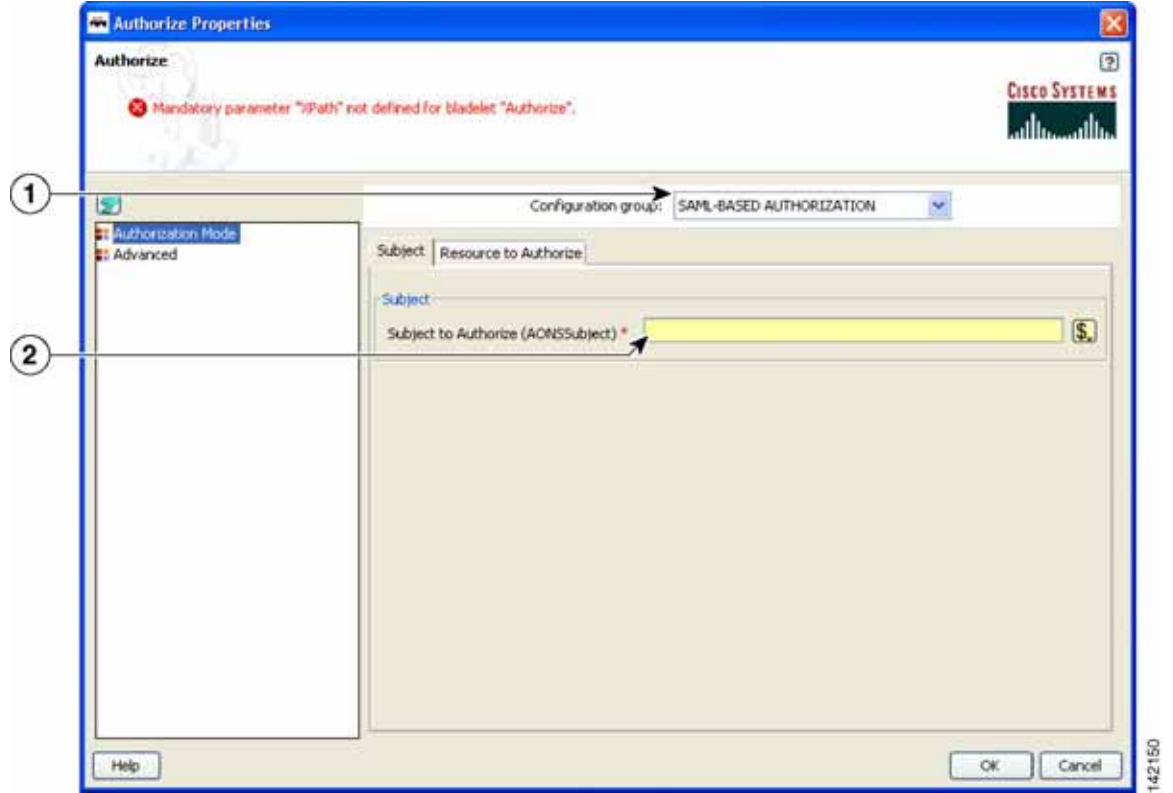 Authorize Properties
Authorize
Mandatory parameter "XPath" not defined for bladelet "Authorize".
CISCO SYSTEMS
1
Configuration group: SAML-BASED AUTHORIZATION
Authorization Mode
Advanced
Subject Resource to Authorize
Subject
Subject to Authorize (AONSSubject) * $
2
Help OK Cancel
142150